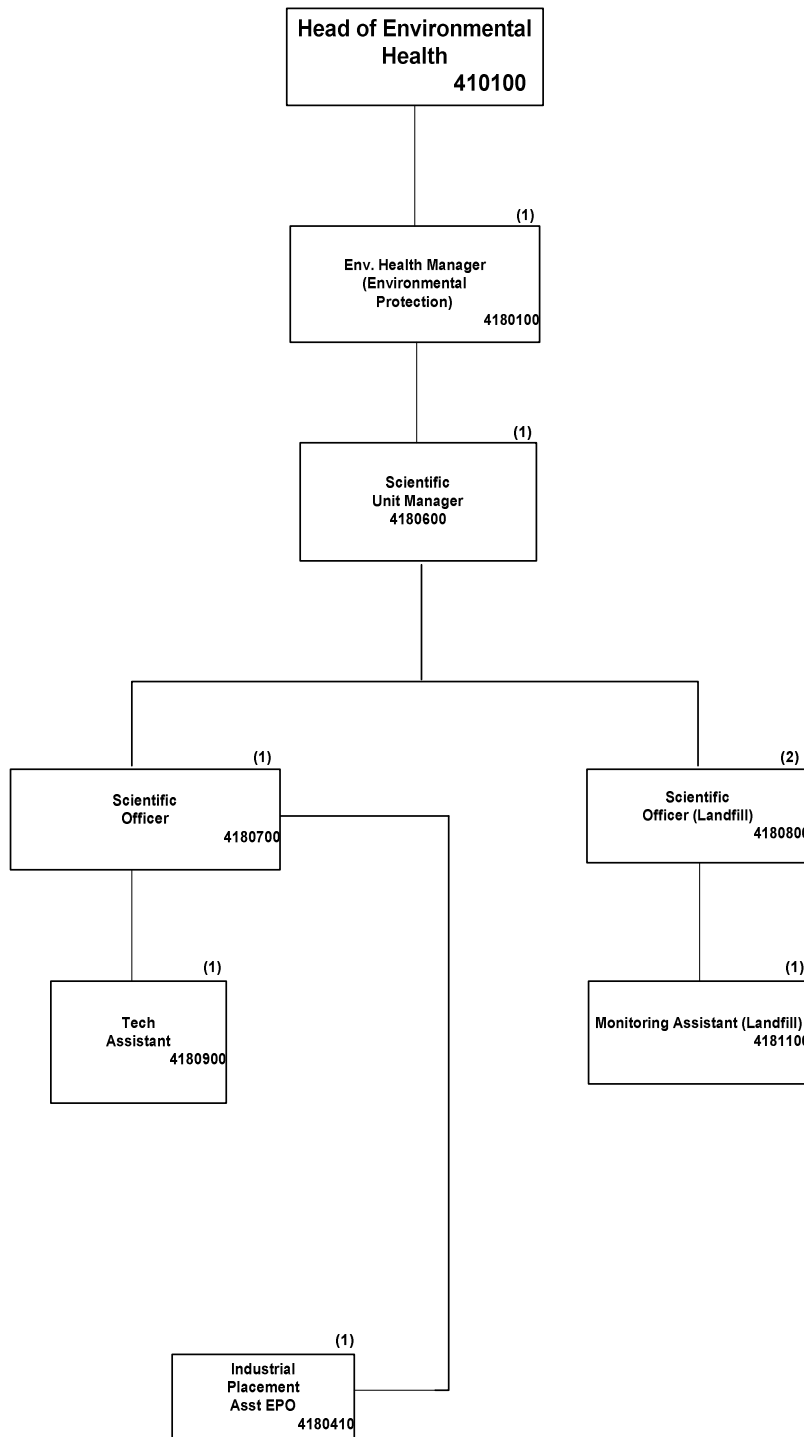 Head of Environmental
Health
410100
(1)
Env. Health Manager
(Environmental
Protection)
4180100
(1)
Scientific
Unit Manager
4180600
(1)
Scientific
Officer
4180700
(2)
Scientific
Officer (Landfill)
4180800
(1)
Tech
Assistant
4180900
(1)
Monitoring Assistant (Landfill)
4181100
(1)
Industrial
Placement
Asst EPO
4180410